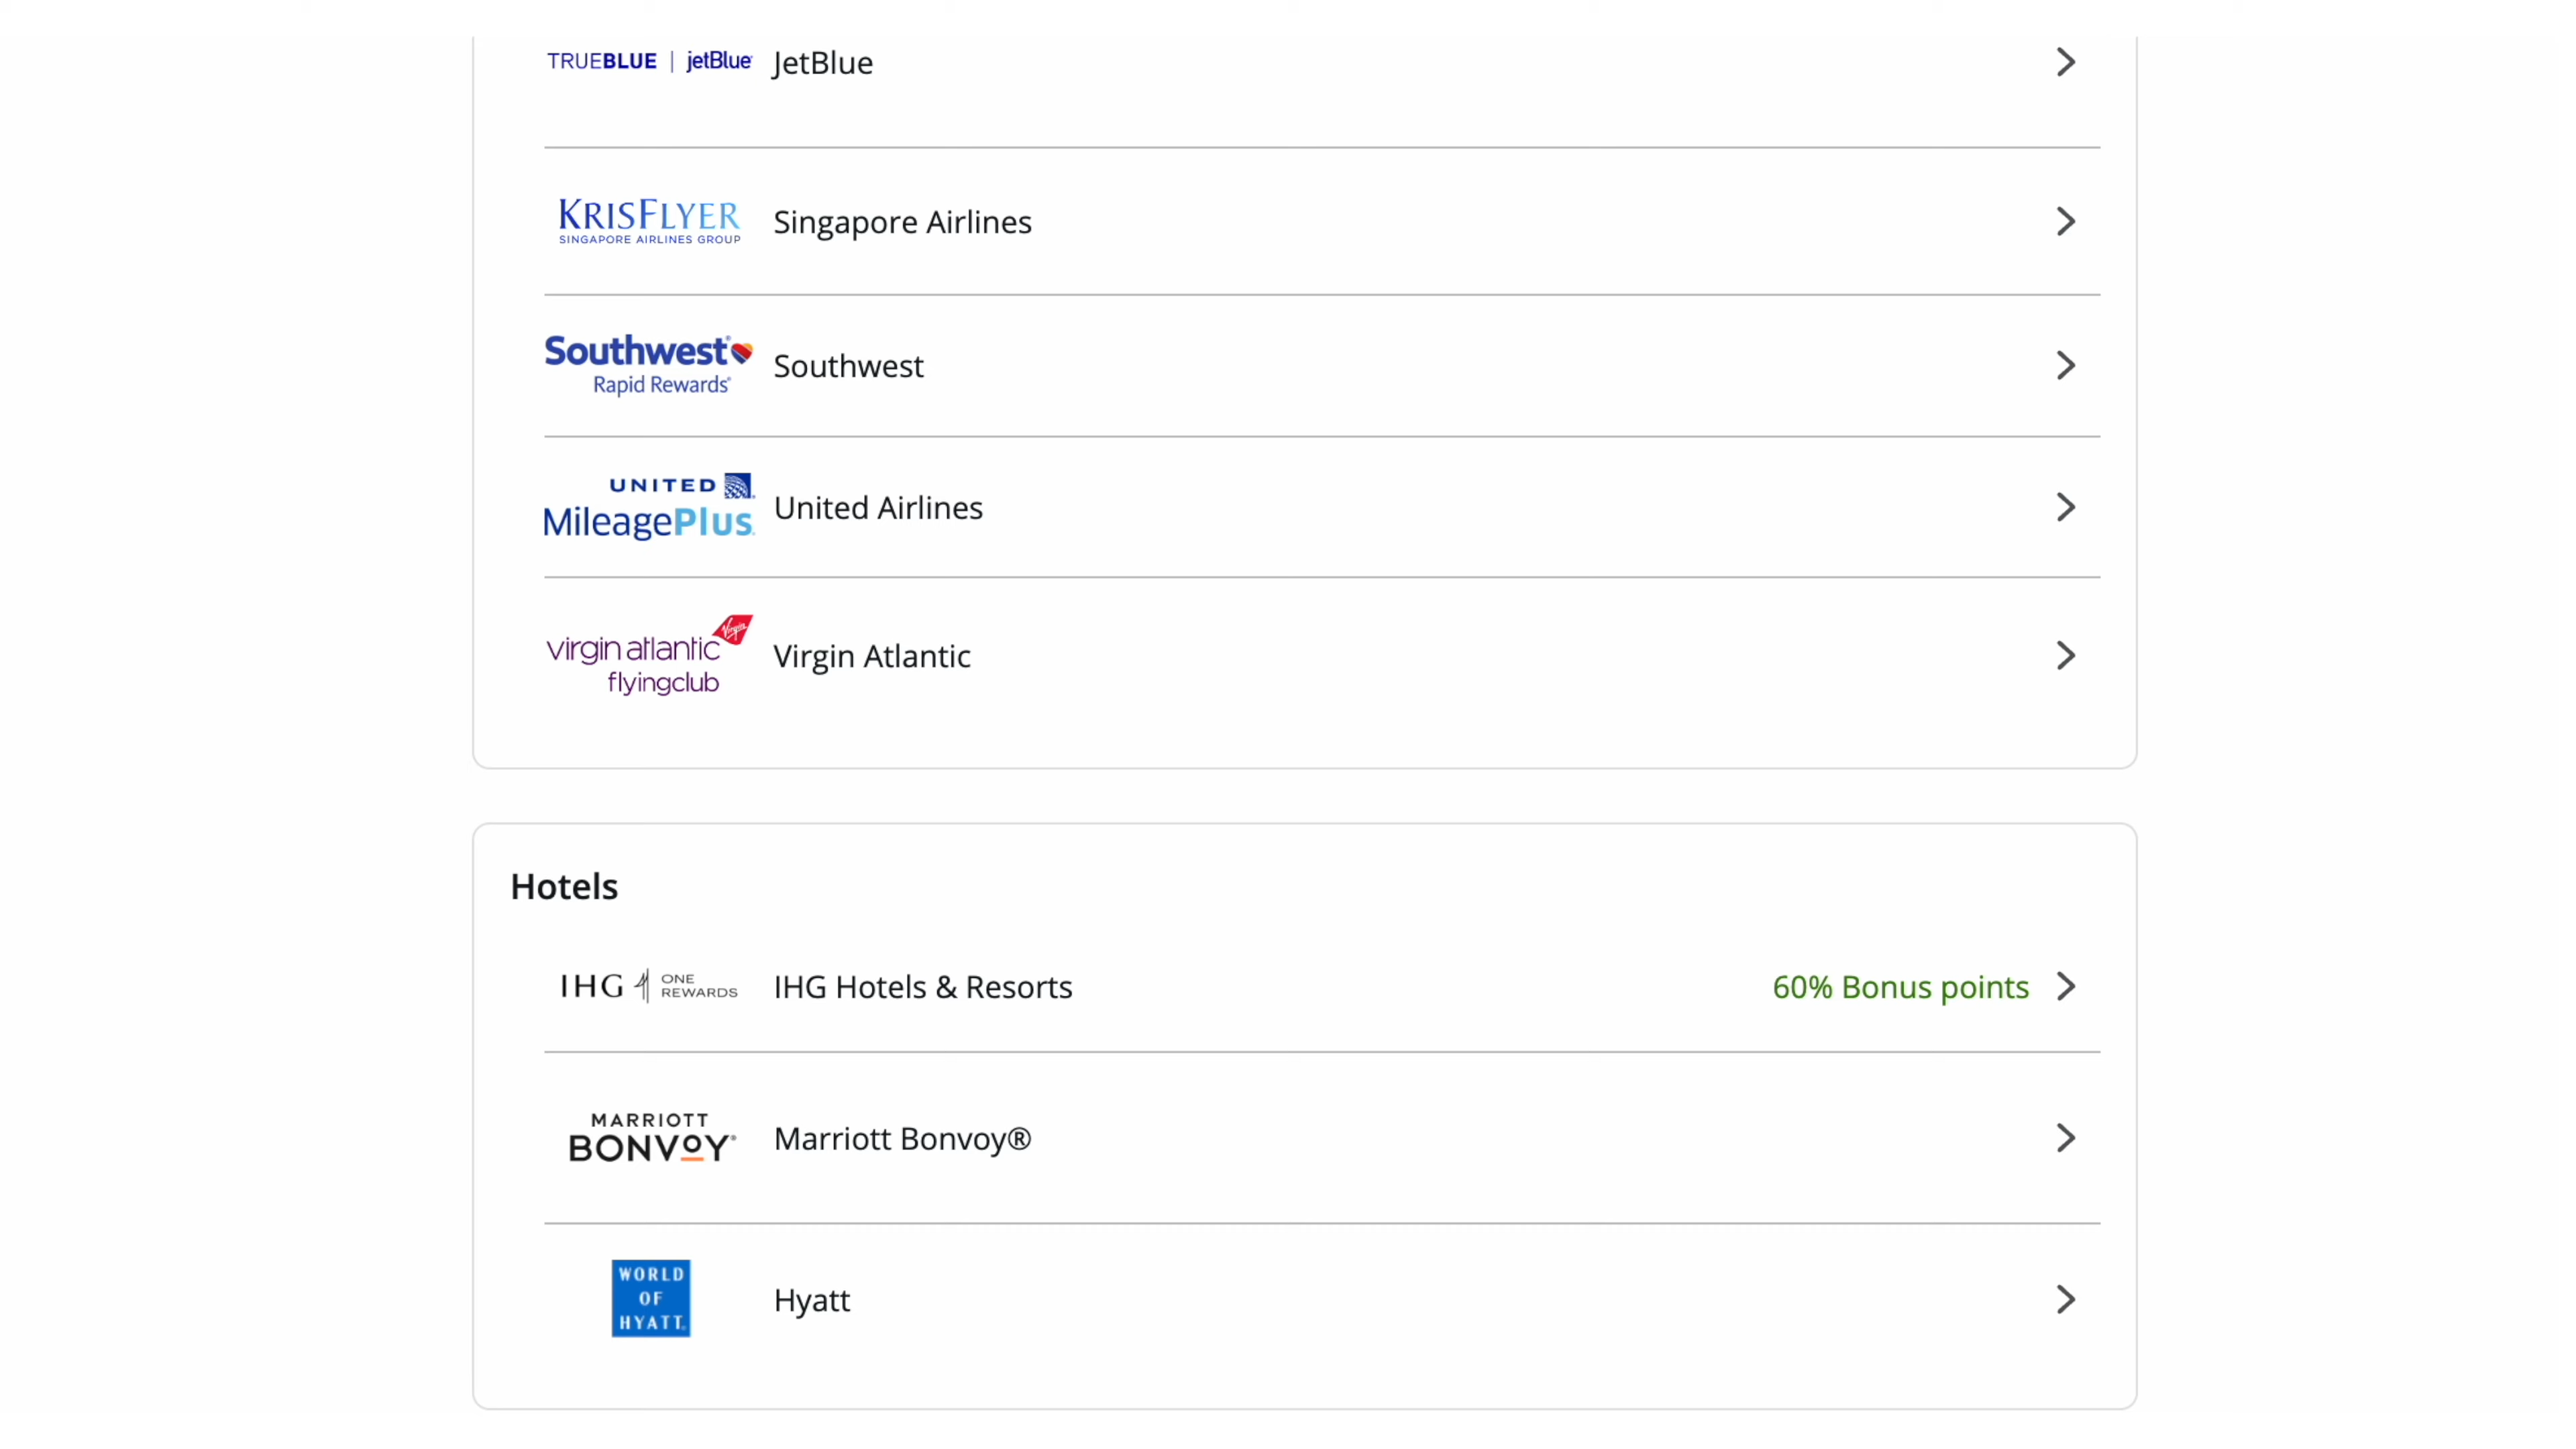 TRUEBLUE | jetBlue JetBlue
KRISFLYER
SINGAPORE AIRLINES GROUP
Singapore Airlines
Southwest®
Rapid Rewards®
Southwest
UNITED
MileagePlus
United Airlines
virgin atlantic Virgin
flyingclub
Virgin Atlantic
Hotels
IHG ONE
REWARDS
IHG Hotels & Resorts 60% Bonus points
MARRIOTT
BONVOY®
Marriott Bonvoy®
WORLD
OF
HYATT.
Hyatt